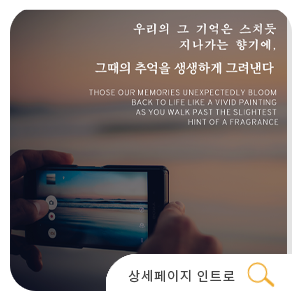 우리의 그 기억은 스치듯
지나가는 향기에,
그때의 추억을 생생하게 그려낸다
THOSE OUR MEMORIES UNEXPECTEDLY BLOOM
BACK TO LIFE LIKE A VIVID PAINTING
AS YOU WALK PAST THE SLIGHTEST
HINT OF A FRAGRANCE
상세페이지 인트로